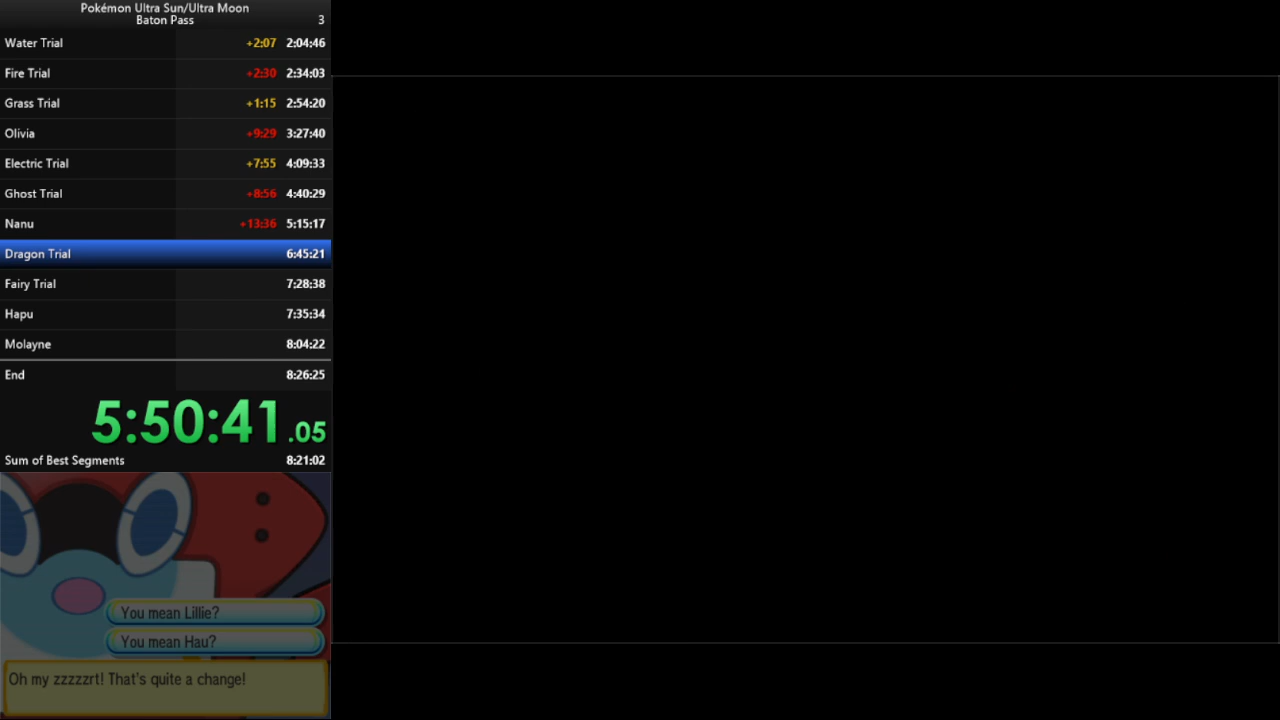 Pokémon Ultra Sun/Ultra Moon
Baton Pass 3
Water Trial +2:07 2:04:46
Fire Trial +2:30 2:34:03
Grass Trial +1:15 2:54:20
Olivia +9:29 3:27:40
Electric Trial +7:55 4:09:33
Ghost Trial +8:56 4:40:29
Nanu +13:36 5:15:17
Dragon Trial 6:45:21
Fairy Trial 7:28:38
Hapu 7:35:34
Molayne 8:04:22
End 8:26:25
5:50:41.05
Sum of Best Segments 8:21:02
You mean Lillie?
You mean Hau?
Oh my zzzzzrt! That's quite a change!